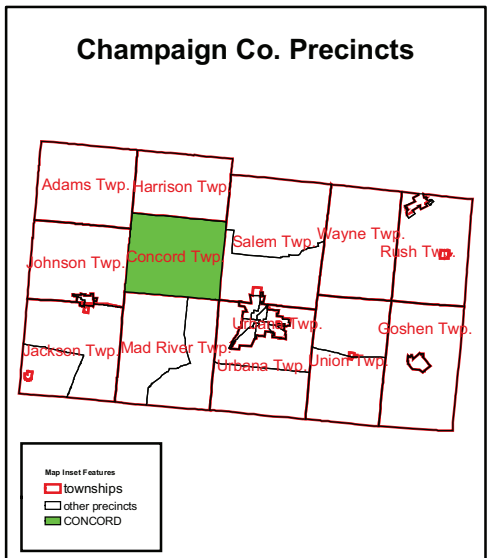 Champaign Co. Precincts
Adams Twp.
Harrison Twp.
Johnson Twp.
Concord Twp.
Salem Twp.
Wayne Twp.
Rush Twp.
Jackson Twp.
Mad River Twp.
Urbana Twp.
Urbana Twp.
Union Twp.
Goshen Twp.
Map Inset Features
townships
other precincts
CONCORD